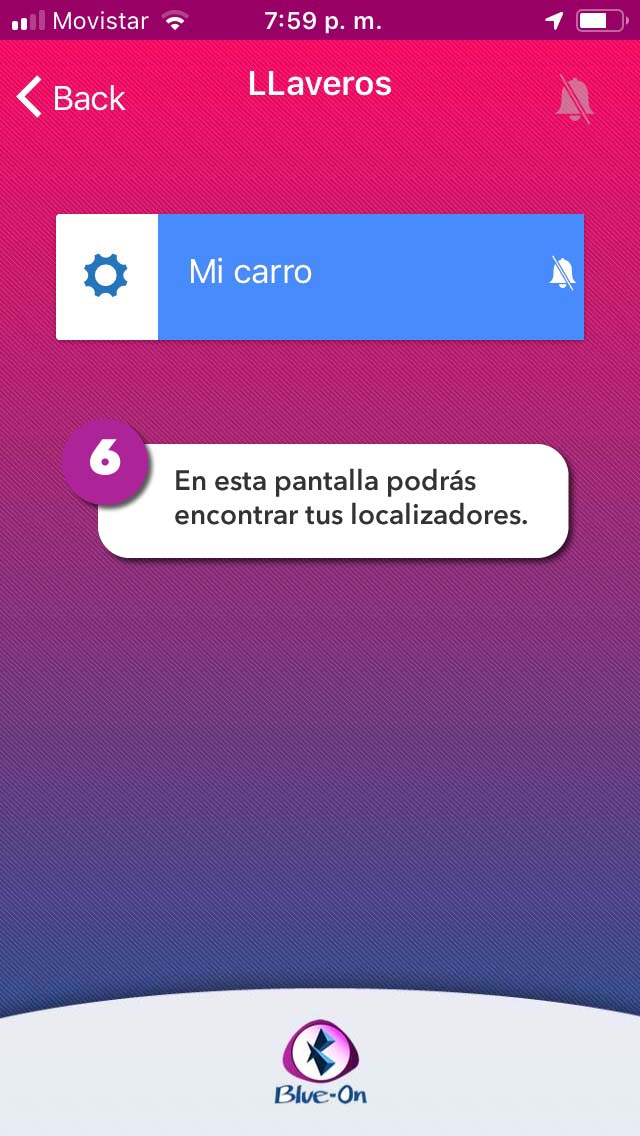 Movistar 7:59 p. m.
Back
LLaveros
Mi carro
6
En esta pantalla podrás
encontrar tus localizadores.
Blue-On